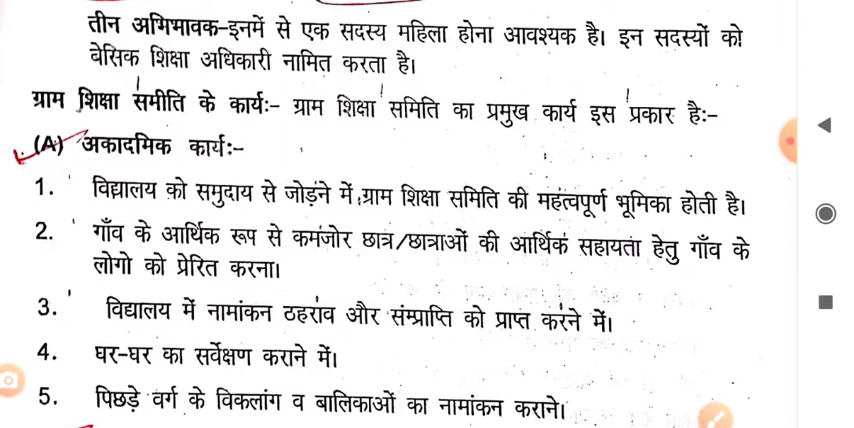 तीन अभिभावक-इनमें से एक सदस्य महिला होना आवश्यक है। इन सदस्यों को
बेसिक शिक्षा अधिकारी नामित करता है।
ग्राम शिक्षा समीति के कार्यः- ग्राम शिक्षा समिति का प्रमुख कार्य इस प्रकार हैः-
(A) अकादमिक कार्यः-
1. विद्यालय को समुदाय से जोड़ने में ग्राम शिक्षा समिति की महत्वपूर्ण भूमिका होती है।
2. गाँव के आर्थिक रूप से कमजोर छात्र/छात्राओं की आर्थिक सहायता हेतु गाँव के
लोगो को प्रेरित करना।
3. विद्यालय में नामांकन ठहराव और संम्प्राप्ति को प्राप्त करने में।
4. घर-घर का सर्वेक्षण कराने में।
5. पिछड़े वर्ग के विकलांग व बालिकाओं का नामांकन कराने।